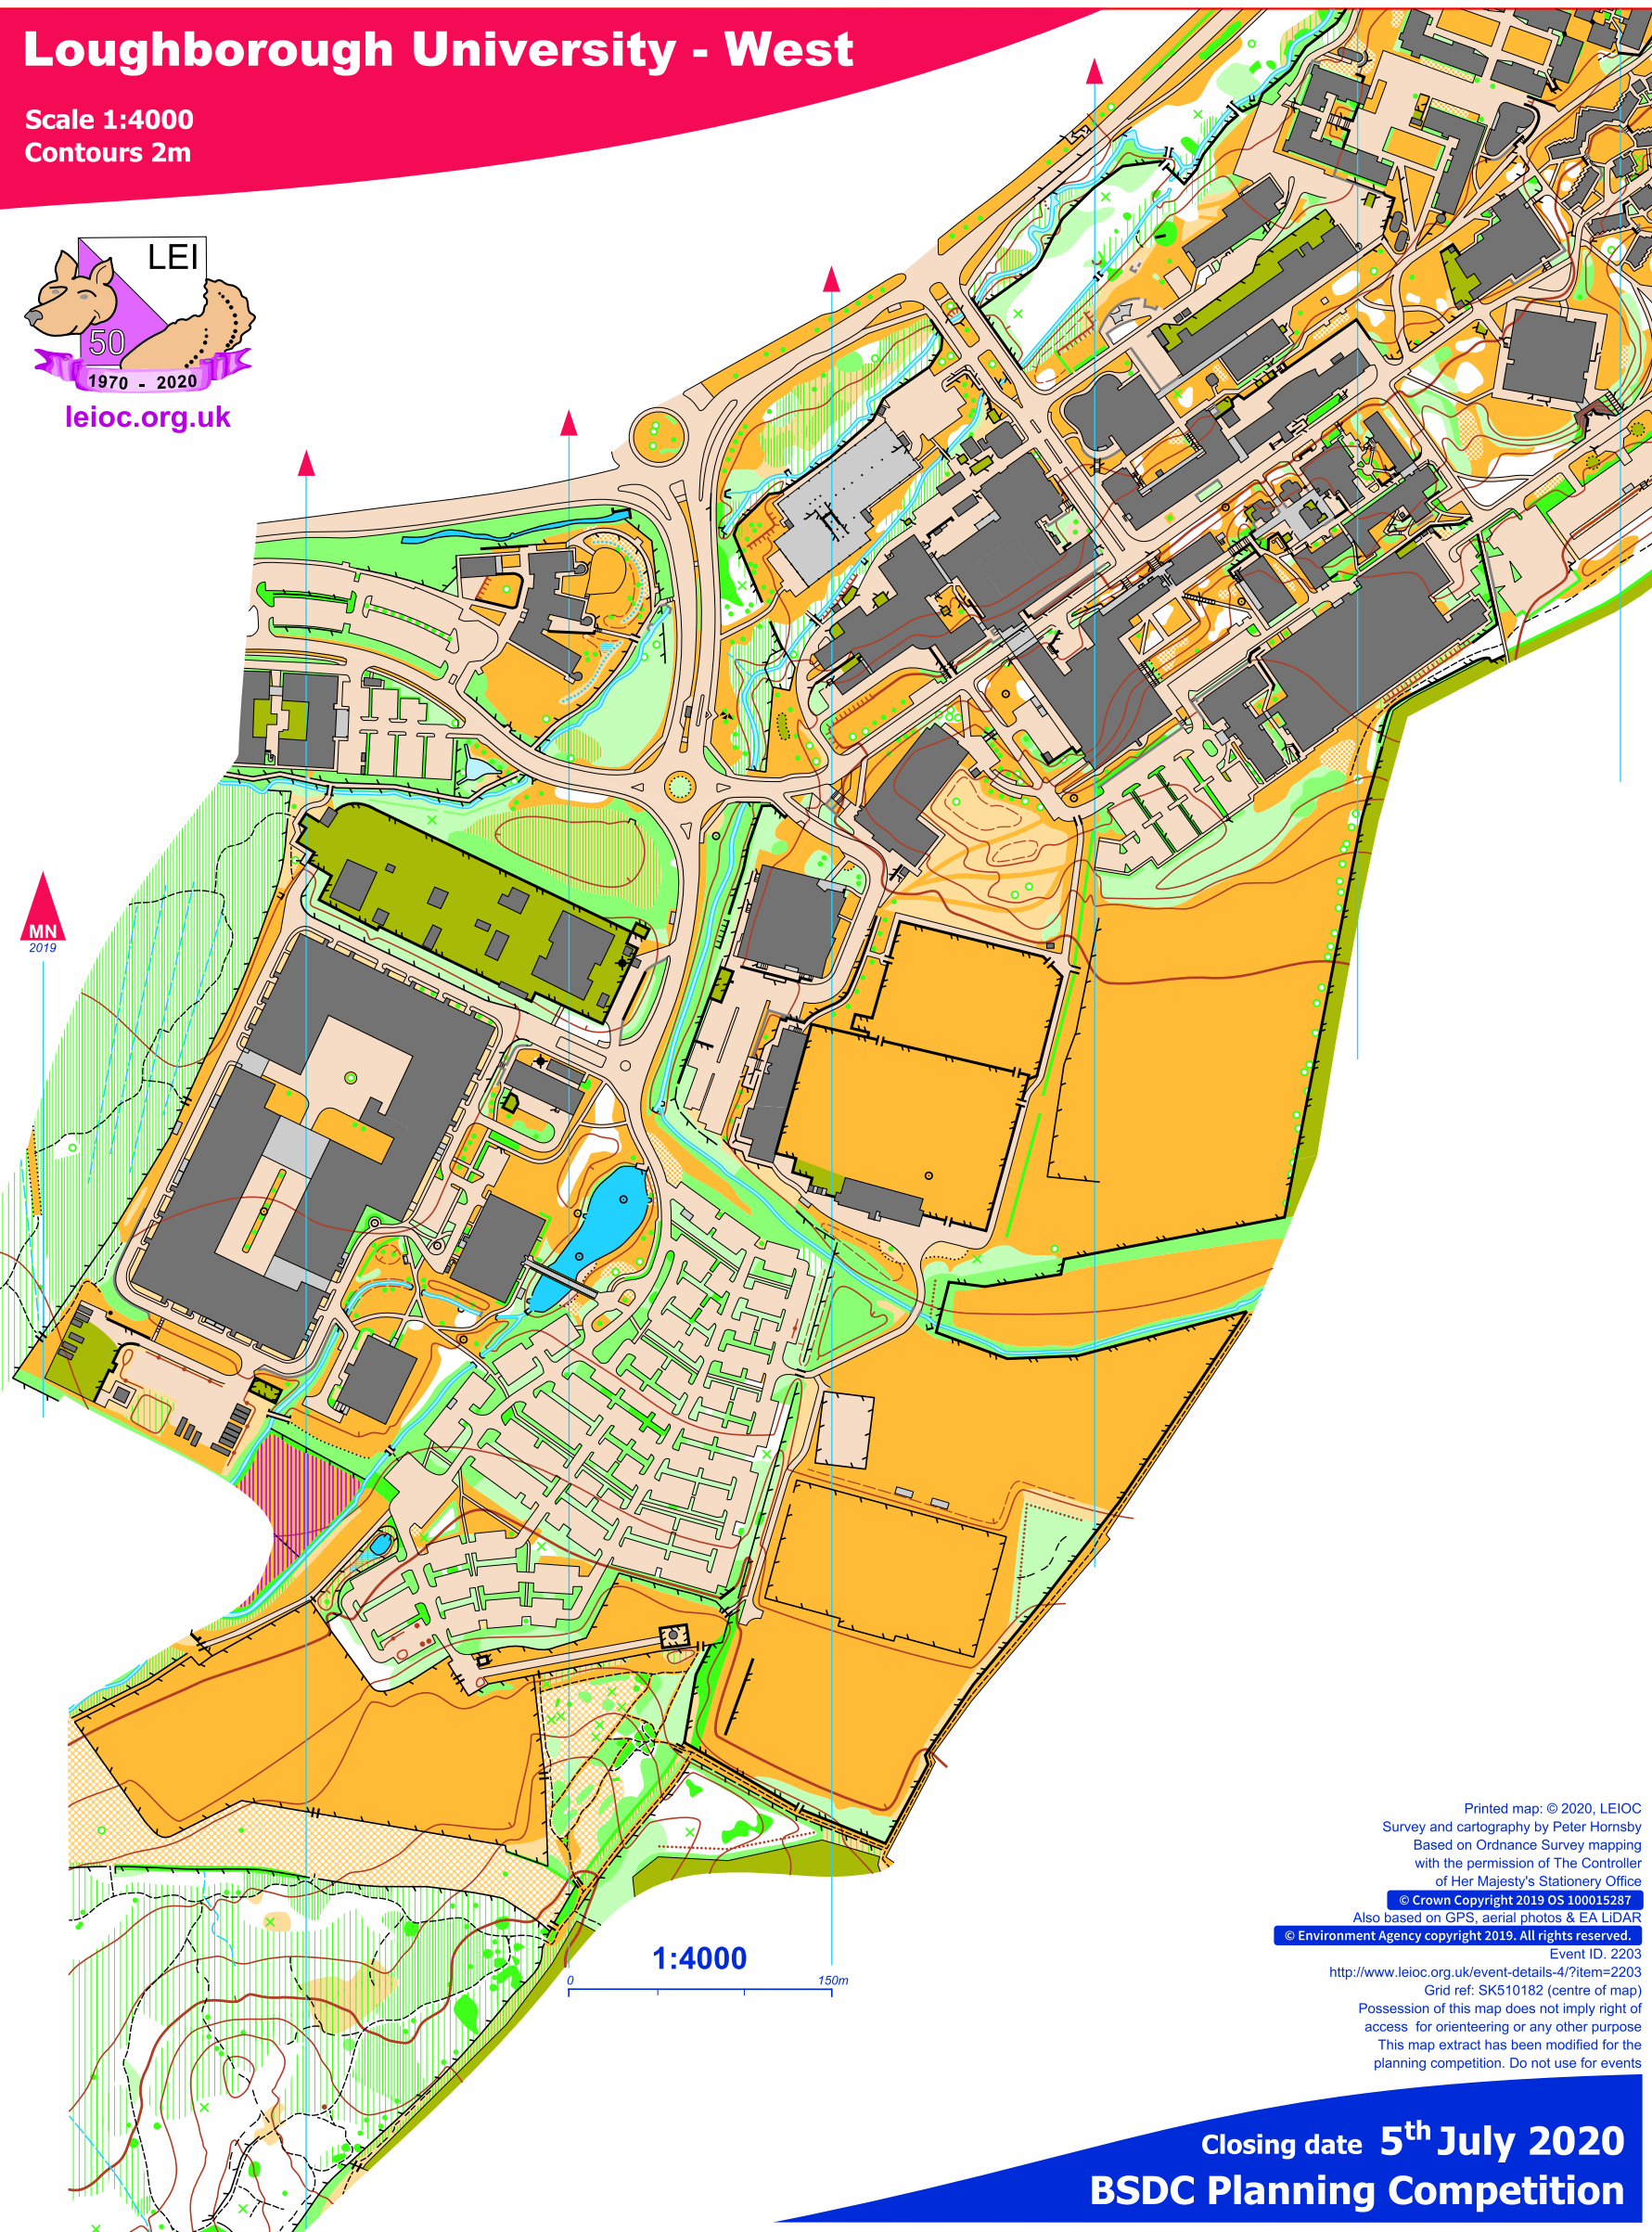 Loughborough University - West
Scale 1:4000
Contours 2m
LEI
50
1970 - 2020
leioc.org.uk
MN
2019
1:4000
0 150m
Printed map: © 2020, LEIOC
Survey and cartography by Peter Hornsby
Based on Ordnance Survey mapping
with the permission of The Controller
of Her Majesty's Stationery Office
© Crown Copyright 2019 OS 100015287
Also based on GPS, aerial photos & EA LiDAR
© Environment Agency copyright 2019. All rights reserved.
Event ID. 2203
http://www.leioc.org.uk/event-details-4/?item=2203
Grid ref: SK510182 (centre of map)
Possession of this map does not imply right of
access for orienteering or any other purpose
This map extract has been modified for the
planning competition. Do not use for events
Closing date 5th July 2020
BSDC Planning Competition